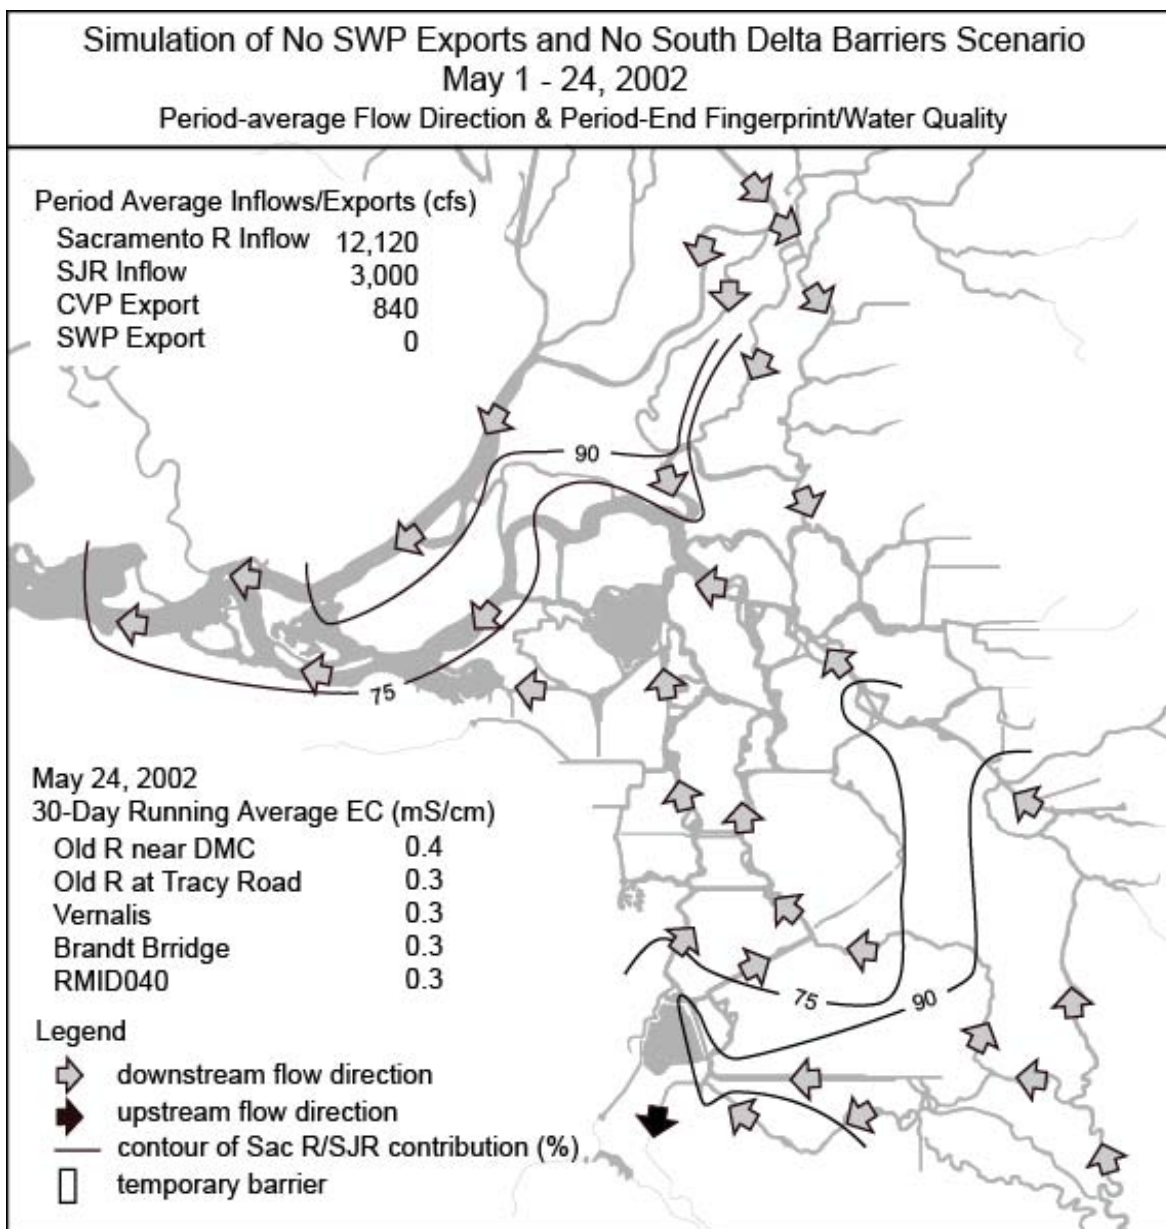 Simulation of No SWP Exports and No South Delta Barriers Scenario
May 1 - 24, 2002
Period-average Flow Direction & Period-End Fingerprint/Water Quality
Period Average Inflows/Exports (cfs)
Sacramento R Inflow 12,120
SJR Inflow 3,000
CVP Export 840
SWP Export 0
90
75
May 24, 2002
30-Day Running Average EC (mS/cm)
Old R near DMC 0.4
Old R at Tracy Road 0.3
Vernalis 0.3
Brandt Brridge 0.3
RMID040 0.3
75
90
Legend
downstream flow direction
upstream flow direction
contour of Sac R/SJR contribution (%)
temporary barrier